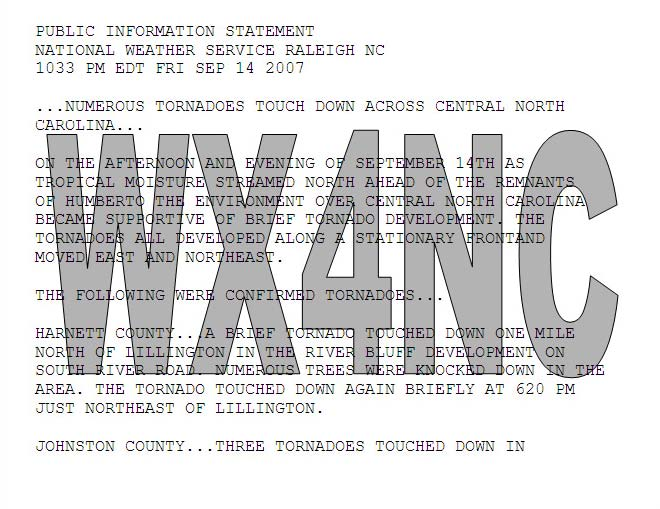 PUBLIC INFORMATION STATEMENT
NATIONAL WEATHER SERVICE RALEIGH NC
1033 PM EDT FRI SEP 14 2007
...NUMEROUS TORNADOES TOUCH DOWN ACROSS CENTRAL NORTH
CAROLINA...
WX4NC
ON THE AFTERNOON AND EVENING OF SEPTEMBER 14TH AS
TROPICAL MOISTURE STREAMED NORTH AHEAD OF THE REMNANTS
OF HUMBERTO THE ENVIRONMENT OVER CENTRAL NORTH CAROLINA
BECAME SUPPORTIVE OF BRIEF TORNADO DEVELOPMENT. THE
TORNADOES ALL DEVELOPED ALONG A STATIONARY FRONTAND
MOVED EAST AND NORTHEAST.
THE FOLLOWING WERE CONFIRMED TORNADOES...
HARNETT COUNTY...A BRIEF TORNADO TOUCHED DOWN ONE MILE
NORTH OF LILLINGTON IN THE RIVER BLUFF DEVELOPMENT ON
SOUTH RIVER ROAD. NUMEROUS TREES WERE KNOCKED DOWN IN THE
AREA. THE TORNADO TOUCHED DOWN AGAIN BRIEFLY AT 620 PM
JUST NORTHEAST OF LILLINGTON.
JOHNSTON COUNTY...THREE TORNADOES TOUCHED DOWN IN